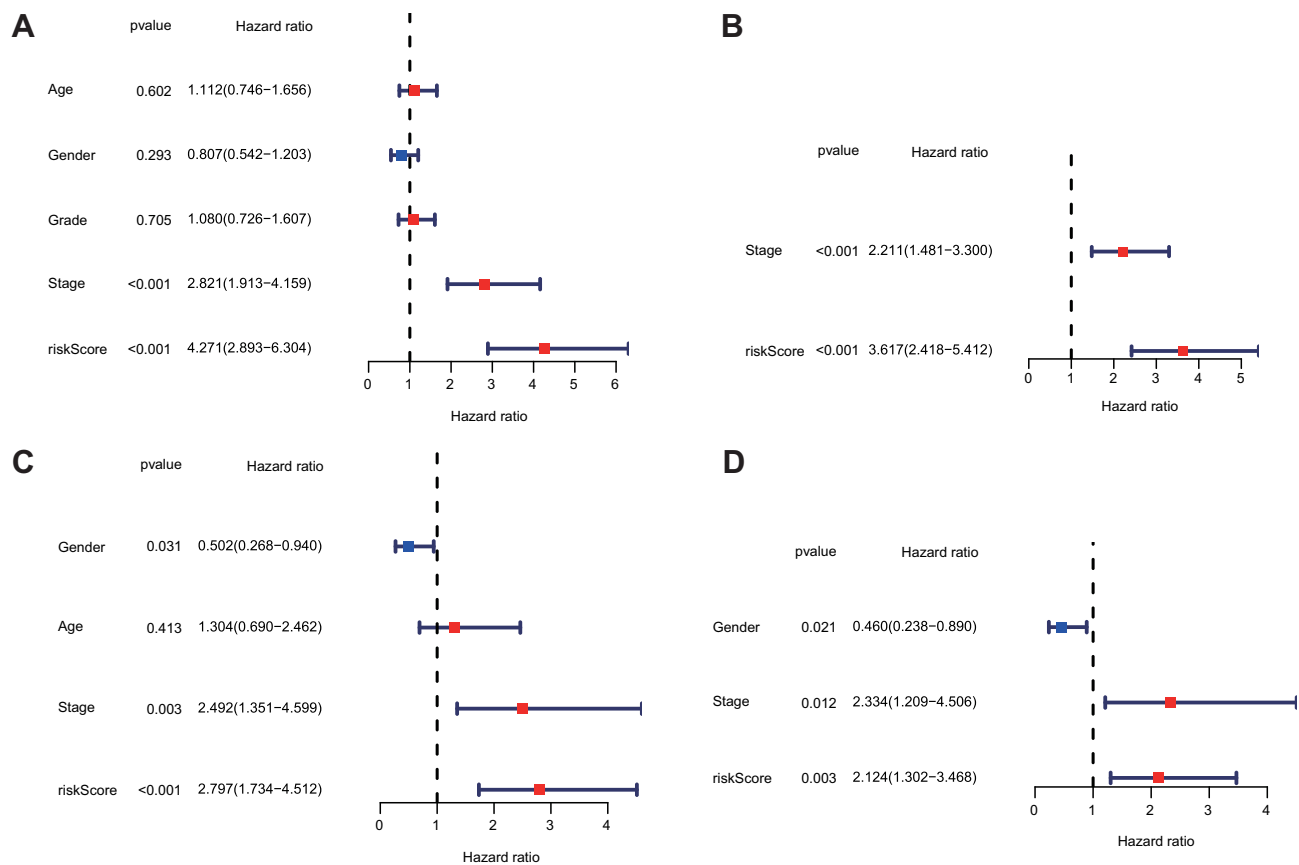 A
pvalue Hazard ratio
Age 0.602 1.112(0.746−1.656)
Gender 0.293 0.807(0.542−1.203)
Grade 0.705 1.080(0.726−1.607)
Stage <0.001 2.821(1.913−4.159)
riskScore <0.001 4.271(2.893−6.304)
0 1 2 3 4 5 6
Hazard ratio
B
pvalue Hazard ratio
Stage <0.001 2.211(1.481−3.300)
riskScore <0.001 3.617(2.418−5.412)
0 1 2 3 4 5
Hazard ratio
C
pvalue Hazard ratio
Gender 0.031 0.502(0.268−0.940)
Age 0.413 1.304(0.690−2.462)
Stage 0.003 2.492(1.351−4.599)
riskScore <0.001 2.797(1.734−4.512)
0 1 2 3 4
Hazard ratio
D
pvalue Hazard ratio
Gender 0.021 0.460(0.238−0.890)
Stage 0.012 2.334(1.209−4.506)
riskScore 0.003 2.124(1.302−3.468)
0 1 2 3 4
Hazard ratio